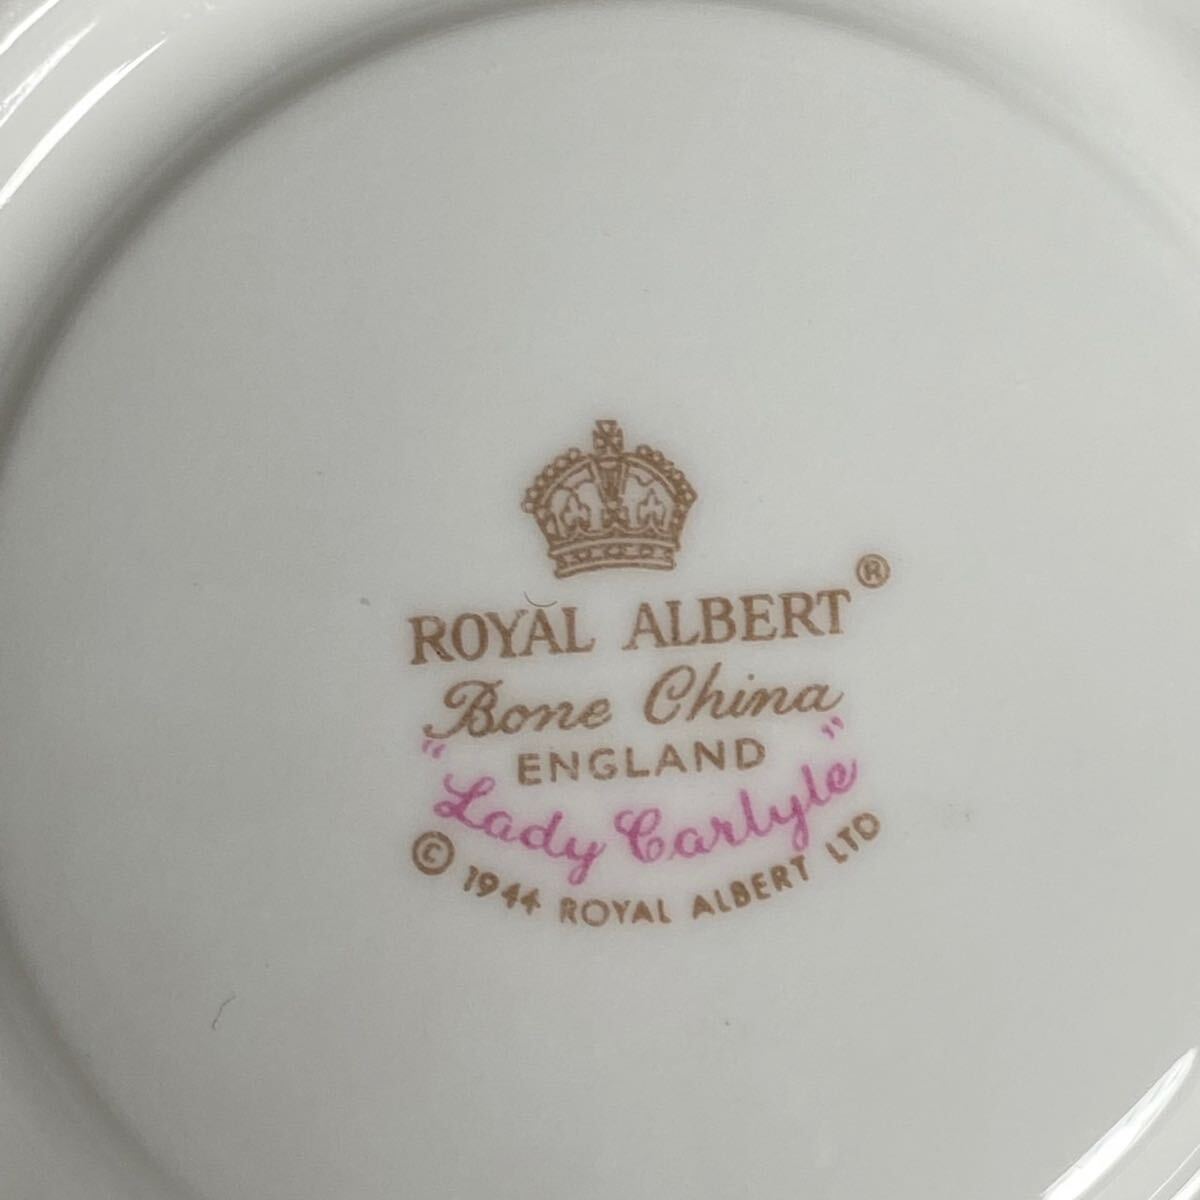 ROYAL ALBERT ®
Bone China
ENGLAND
"Lady Carlyle"
© 1944 ROYAL ALBERT LTD